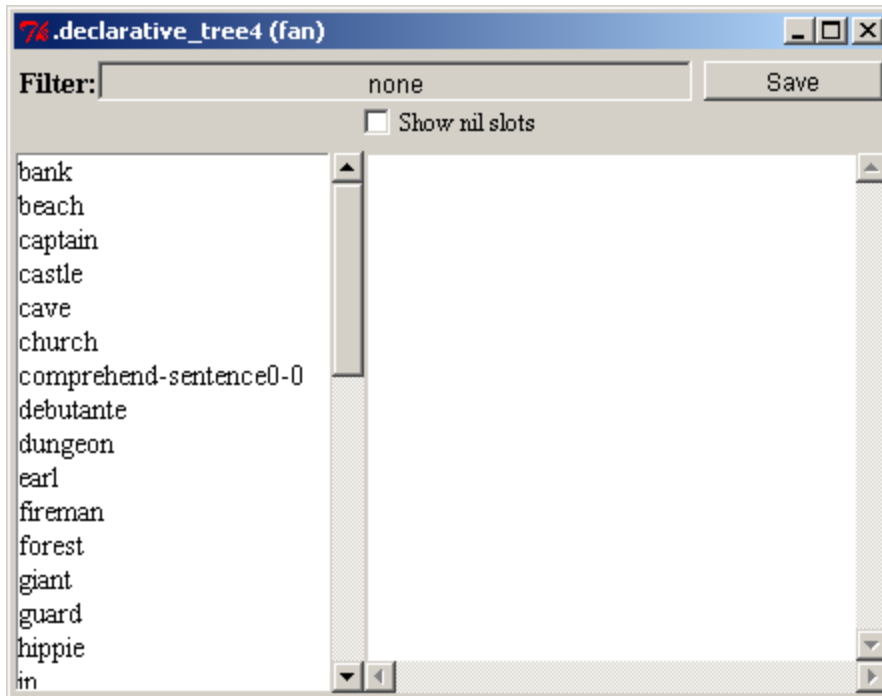 .declarative_tree4 (fan)
Filter: none Save
Show nil slots
bank
beach
captain
castle
cave
church
comprehend-sentence0-0
debutante
dungeon
earl
fireman
forest
giant
guard
hippie
in